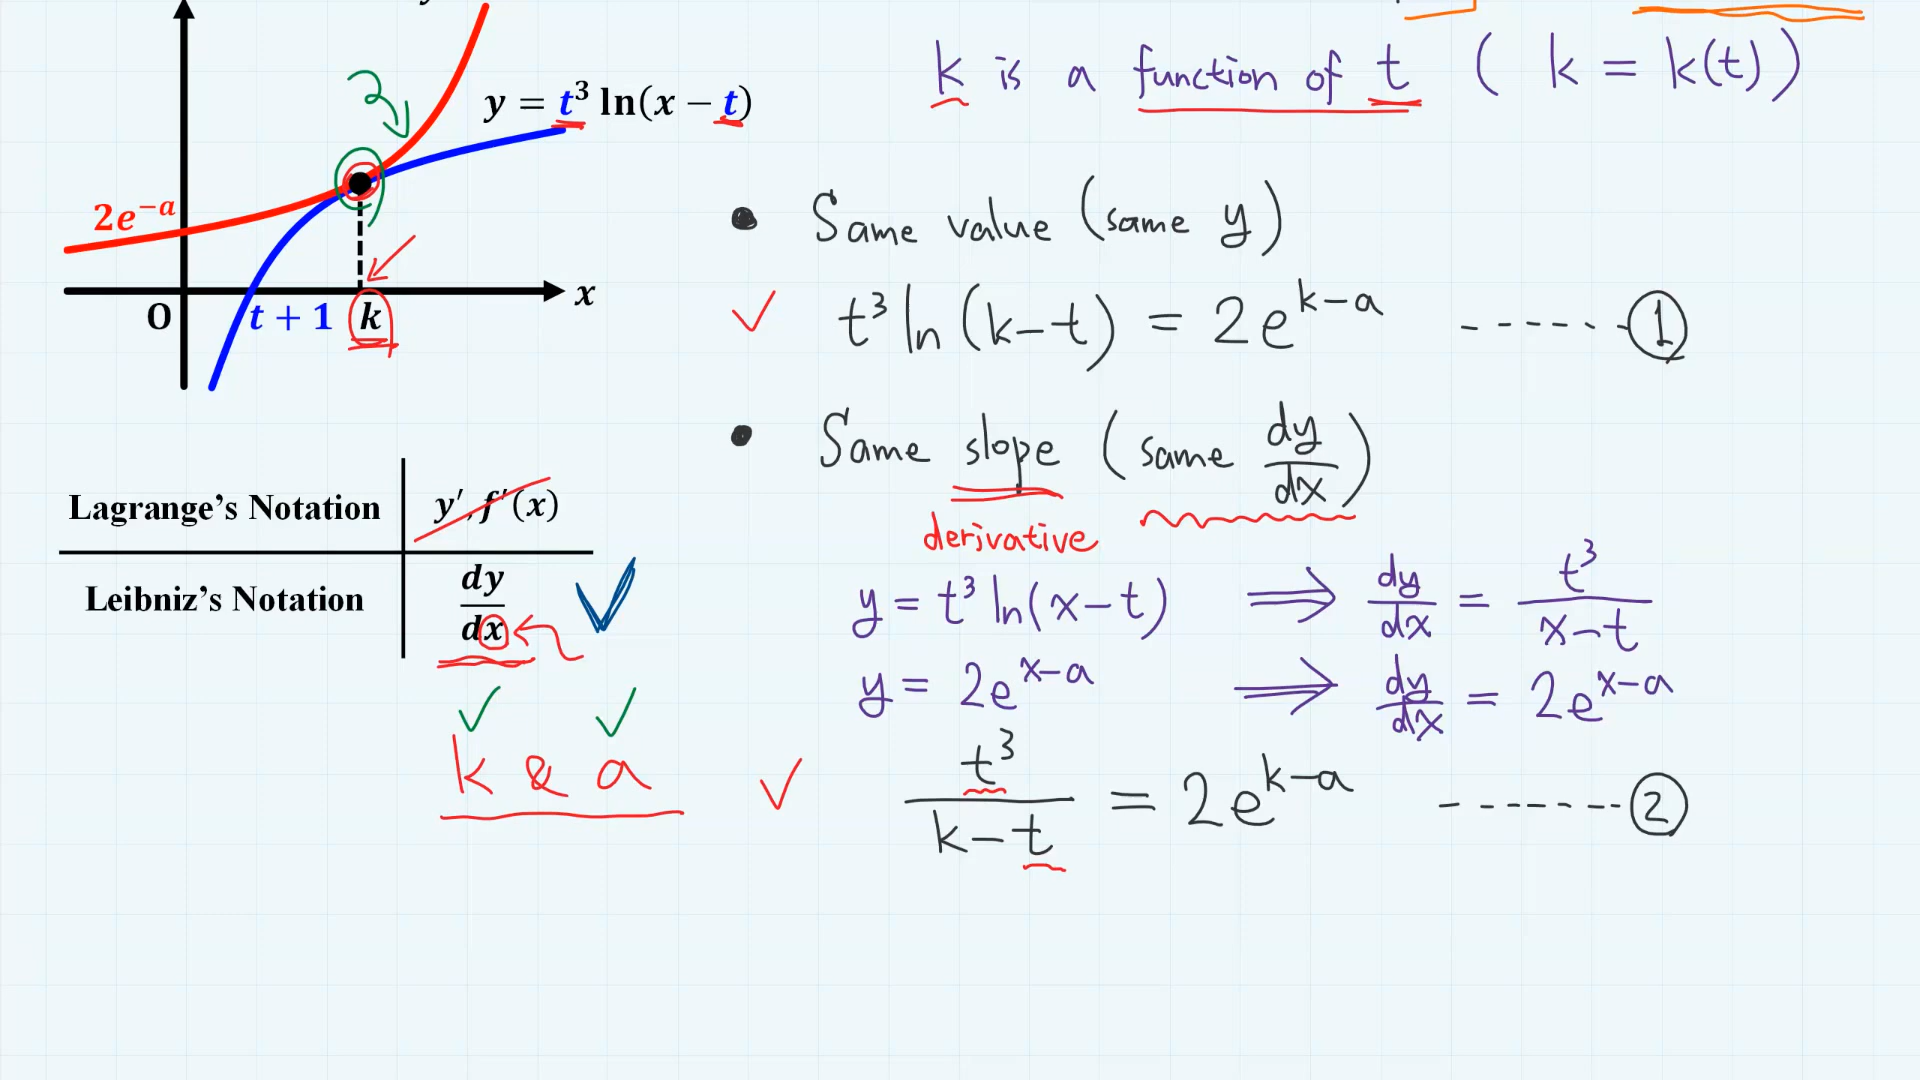 k is a function of t ( k = k(t) )
y = t³ ln(x − t)
2e⁻ᵃ
O t + 1 k x
• Same value (same y)
✓ t³ ln (k−t) = 2e^{k−a} ------ ①
• Same slope (same dy/dx)
derivative
Lagrange’s Notation y′, f′(x)
Leibniz’s Notation dy/dx ✓
y = t³ ln(x−t) ⟹ dy/dx = t³/(x−t)
y = 2e^{x−a} ⟹ dy/dx = 2e^{x−a}
✓ ✓
k & a
✓ t³/(k−t) = 2e^{k−a} ------- ②